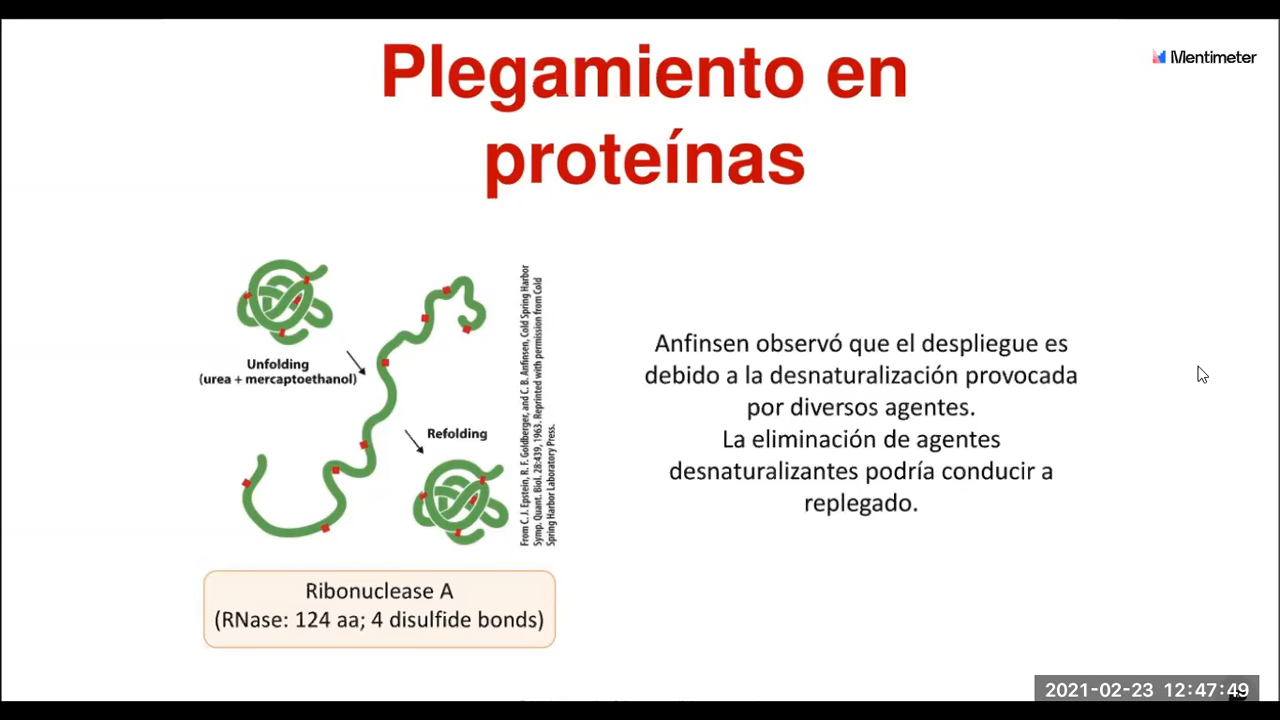 Plegamiento en
proteínas
Mentimeter
Unfolding
(urea + mercaptoethanol)
Refolding
From C. J. Epstein, R. F. Goldberger, and C. B. Anfinsen, Cold Spring Harbor
Symp. Quant. Biol. 28:439, 1963. Reprinted with permission from Cold
Spring Harbor Laboratory Press.
Ribonuclease A
(RNase: 124 aa; 4 disulfide bonds)
Anfinsen observó que el despliegue es
debido a la desnaturalización provocada
por diversos agentes.
La eliminación de agentes
desnaturalizantes podría conducir a
replegado.
2021-02-23 12:47:49